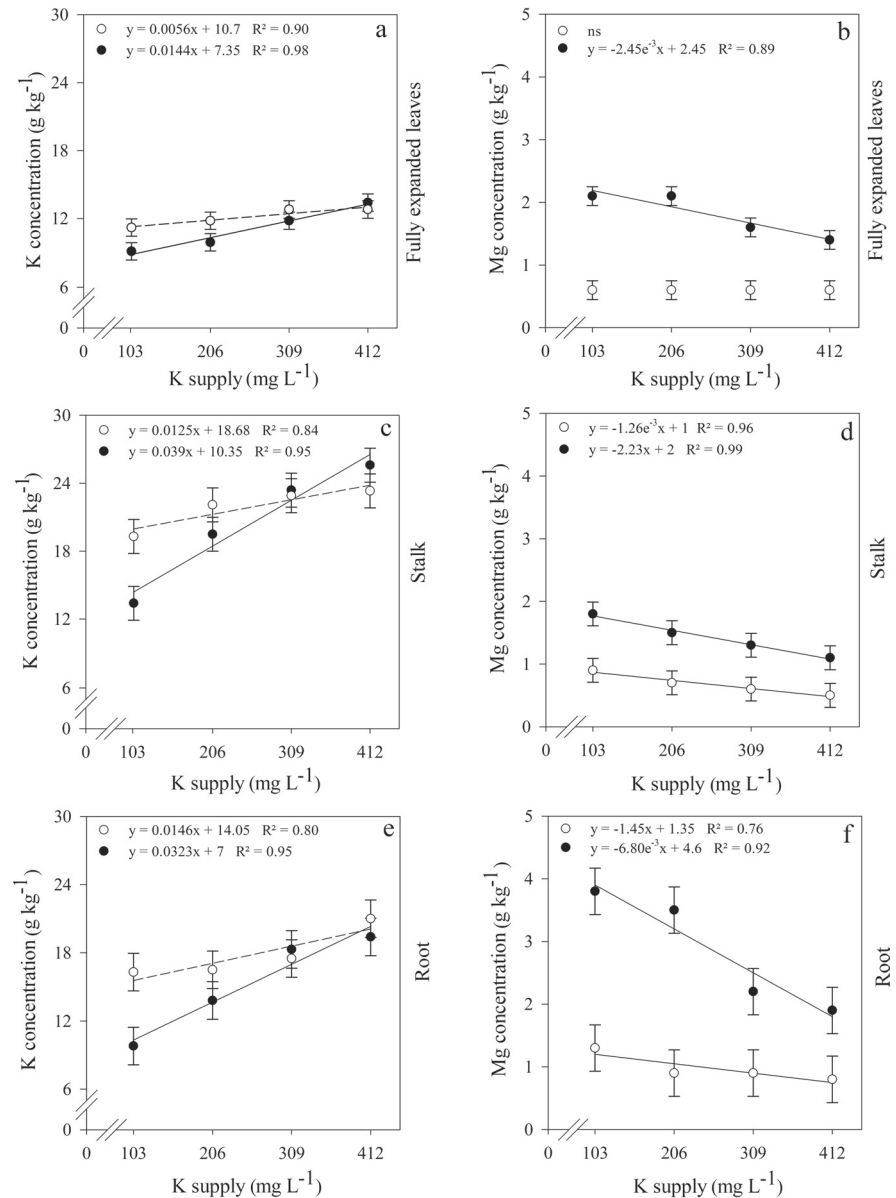 y = 0.0056x + 10.7 R² = 0.90
y = 0.0144x + 7.35 R² = 0.98
a
30
24
18
12
6
0
K concentration (g kg⁻¹)
Fully expanded leaves
0 103 206 309 412
K supply (mg L⁻¹)
ns
y = -2.45e⁻³x + 2.45 R² = 0.89
b
5
4
3
2
1
0
Mg concentration (g kg⁻¹)
Fully expanded leaves
0 103 206 309 412
K supply (mg L⁻¹)
y = 0.0125x + 18.68 R² = 0.84
y = 0.039x + 10.35 R² = 0.95
c
30
24
18
12
6
0
K concentration (g kg⁻¹)
Stalk
0 103 206 309 412
K supply (mg L⁻¹)
y = -1.26e⁻³x + 1 R² = 0.96
y = -2.23x + 2 R² = 0.99
d
5
4
3
2
1
0
Mg concentration (g kg⁻¹)
Stalk
0 103 206 309 412
K supply (mg L⁻¹)
y = 0.0146x + 14.05 R² = 0.80
y = 0.0323x + 7 R² = 0.95
e
30
24
18
12
6
0
K concentration (g kg⁻¹)
Root
0 103 206 309 412
K supply (mg L⁻¹)
y = -1.45x + 1.35 R² = 0.76
y = -6.80e⁻³x + 4.6 R² = 0.92
f
5
4
3
2
1
0
Mg concentration (g kg⁻¹)
Root
0 103 206 309 412
K supply (mg L⁻¹)